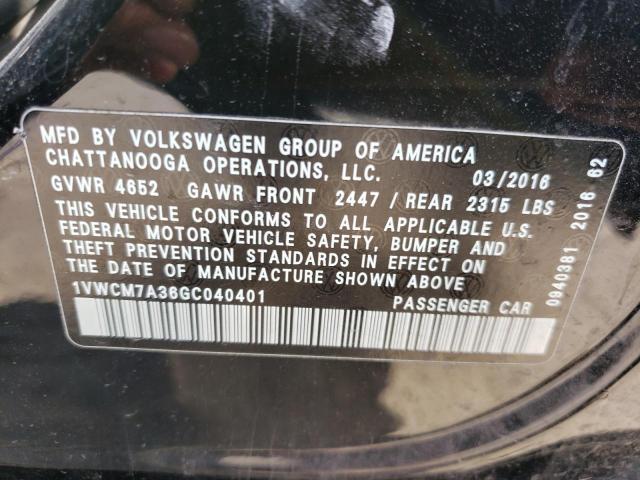 MFD BY VOLKSWAGEN GROUP OF AMERICA
CHATTANOOGA OPERATIONS, LLC. 03/2016
GVWR 4652 GAWR FRONT 2447 / REAR 2315 LBS
THIS VEHICLE CONFORMS TO ALL APPLICABLE U.S.
FEDERAL MOTOR VEHICLE SAFETY, BUMPER AND
THEFT PREVENTION STANDARDS IN EFFECT ON
THE DATE OF MANUFACTURE SHOWN ABOVE
1VWCM7A36GC040401 PASSENGER CAR
0940381 2016 62